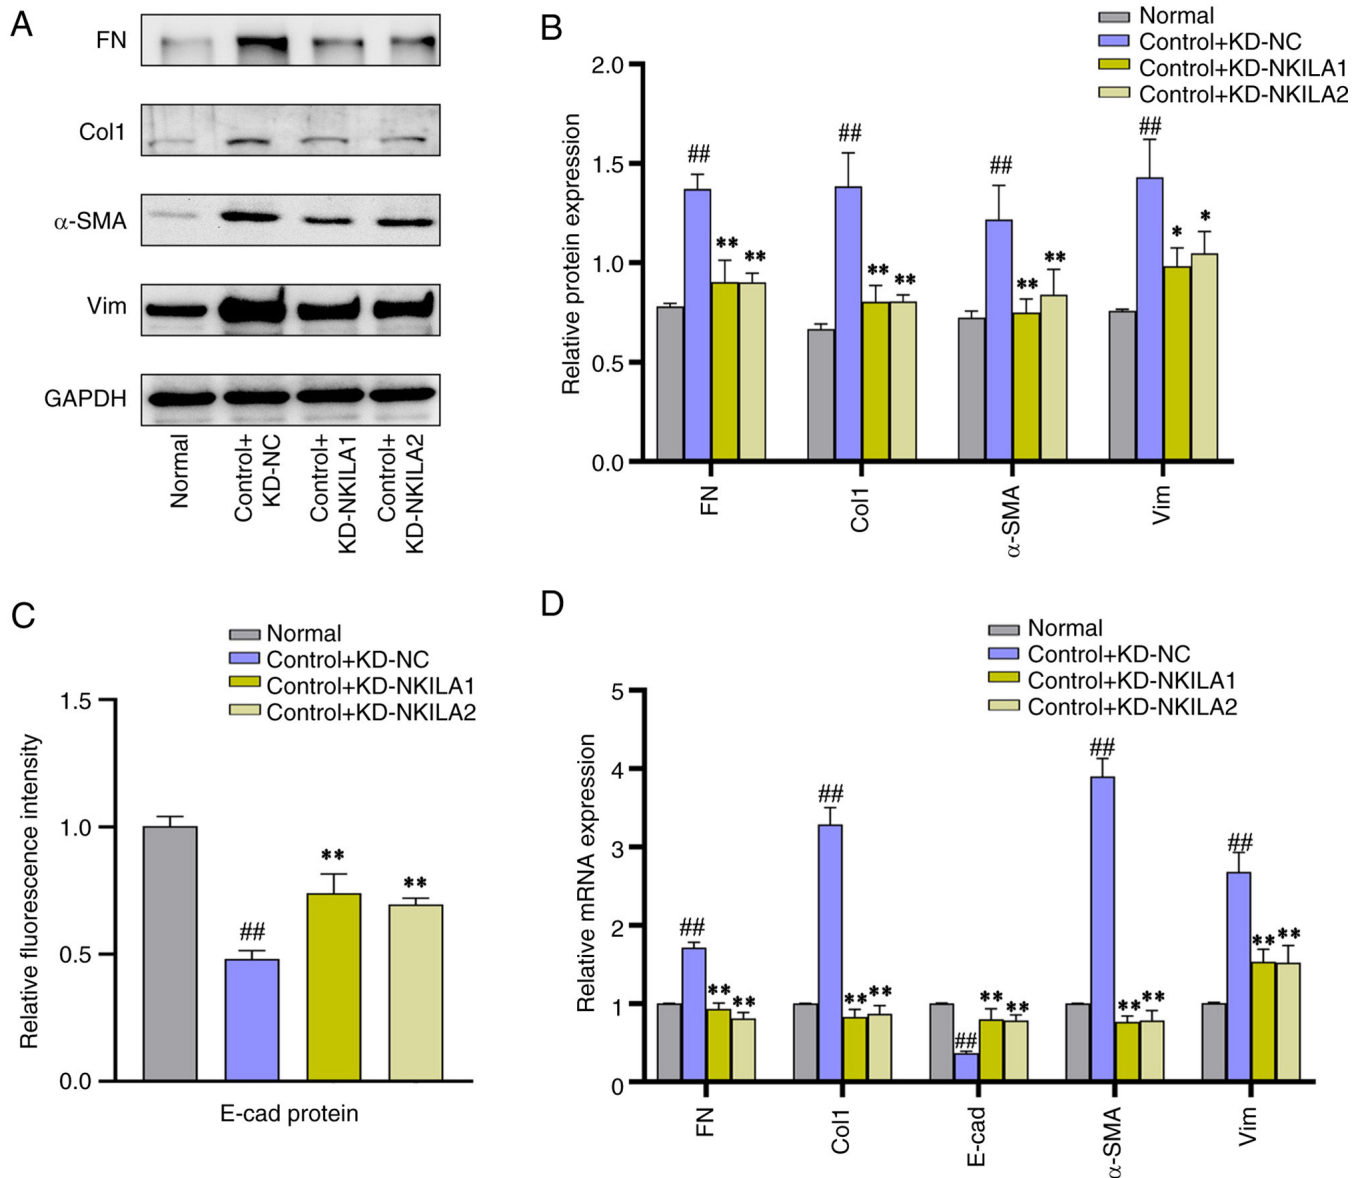 A
FN
Col1
α-SMA
Vim
GAPDH
Normal
Control+
KD-NC
Control+
KD-NKILA1
Control+
KD-NKILA2
B
Normal
Control+KD-NC
Control+KD-NKILA1
Control+KD-NKILA2
Relative protein expression
2.0
1.5
1.0
0.5
0.0
##
**
**
##
**
**
##
**
**
##
*
*
FN
Col1
α-SMA
Vim
C
Normal
Control+KD-NC
Control+KD-NKILA1
Control+KD-NKILA2
Relative fluorescence intensity
1.5
1.0
0.5
0.0
##
**
**
E-cad protein
D
Normal
Control+KD-NC
Control+KD-NKILA1
Control+KD-NKILA2
Relative mRNA expression
5
4
3
2
1
0
##
**
**
##
**
**
##
**
**
##
**
**
##
**
**
FN
Col1
E-cad
α-SMA
Vim